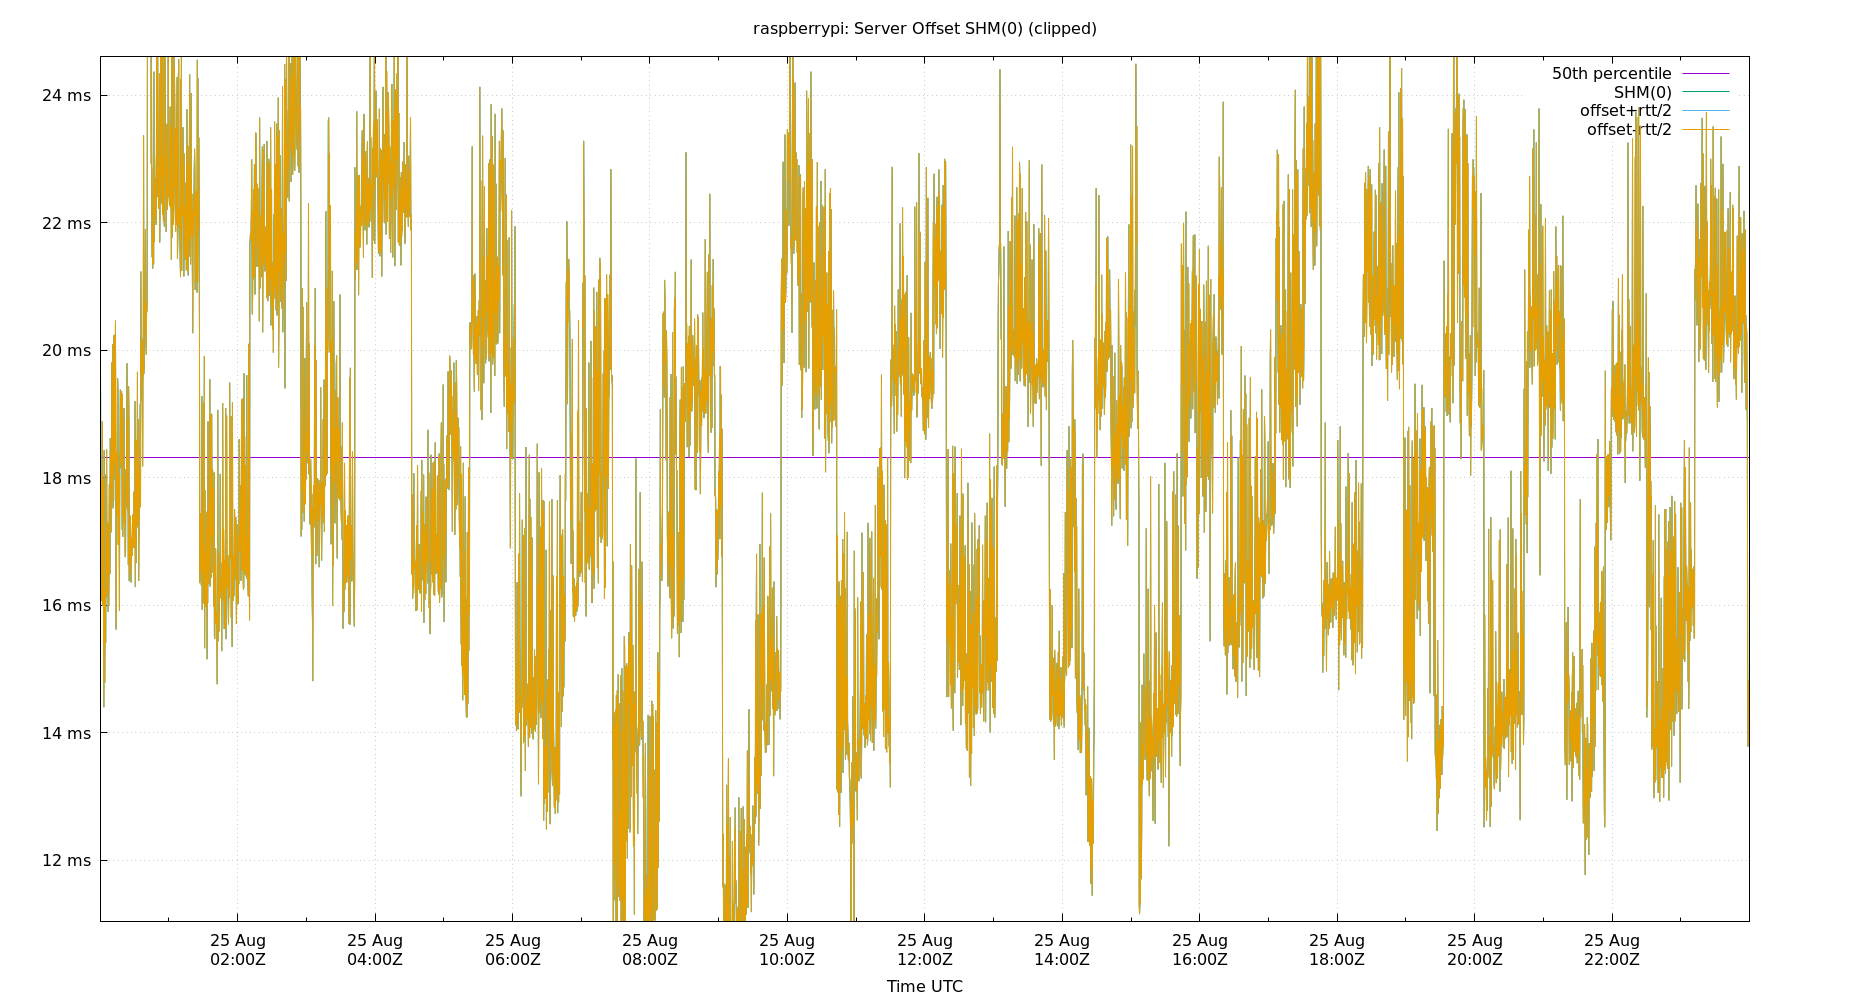 raspberrypi: Server Offset SHM(0) (clipped)
50th percentile
SHM(0)
offset+rtt/2
offset-rtt/2
24 ms
22 ms
20 ms
18 ms
16 ms
14 ms
12 ms
25 Aug 25 Aug 25 Aug 25 Aug 25 Aug 25 Aug 25 Aug 25 Aug 25 Aug 25 Aug 25 Aug
02:00Z 04:00Z 06:00Z 08:00Z 10:00Z 12:00Z 14:00Z 16:00Z 18:00Z 20:00Z 22:00Z
Time UTC